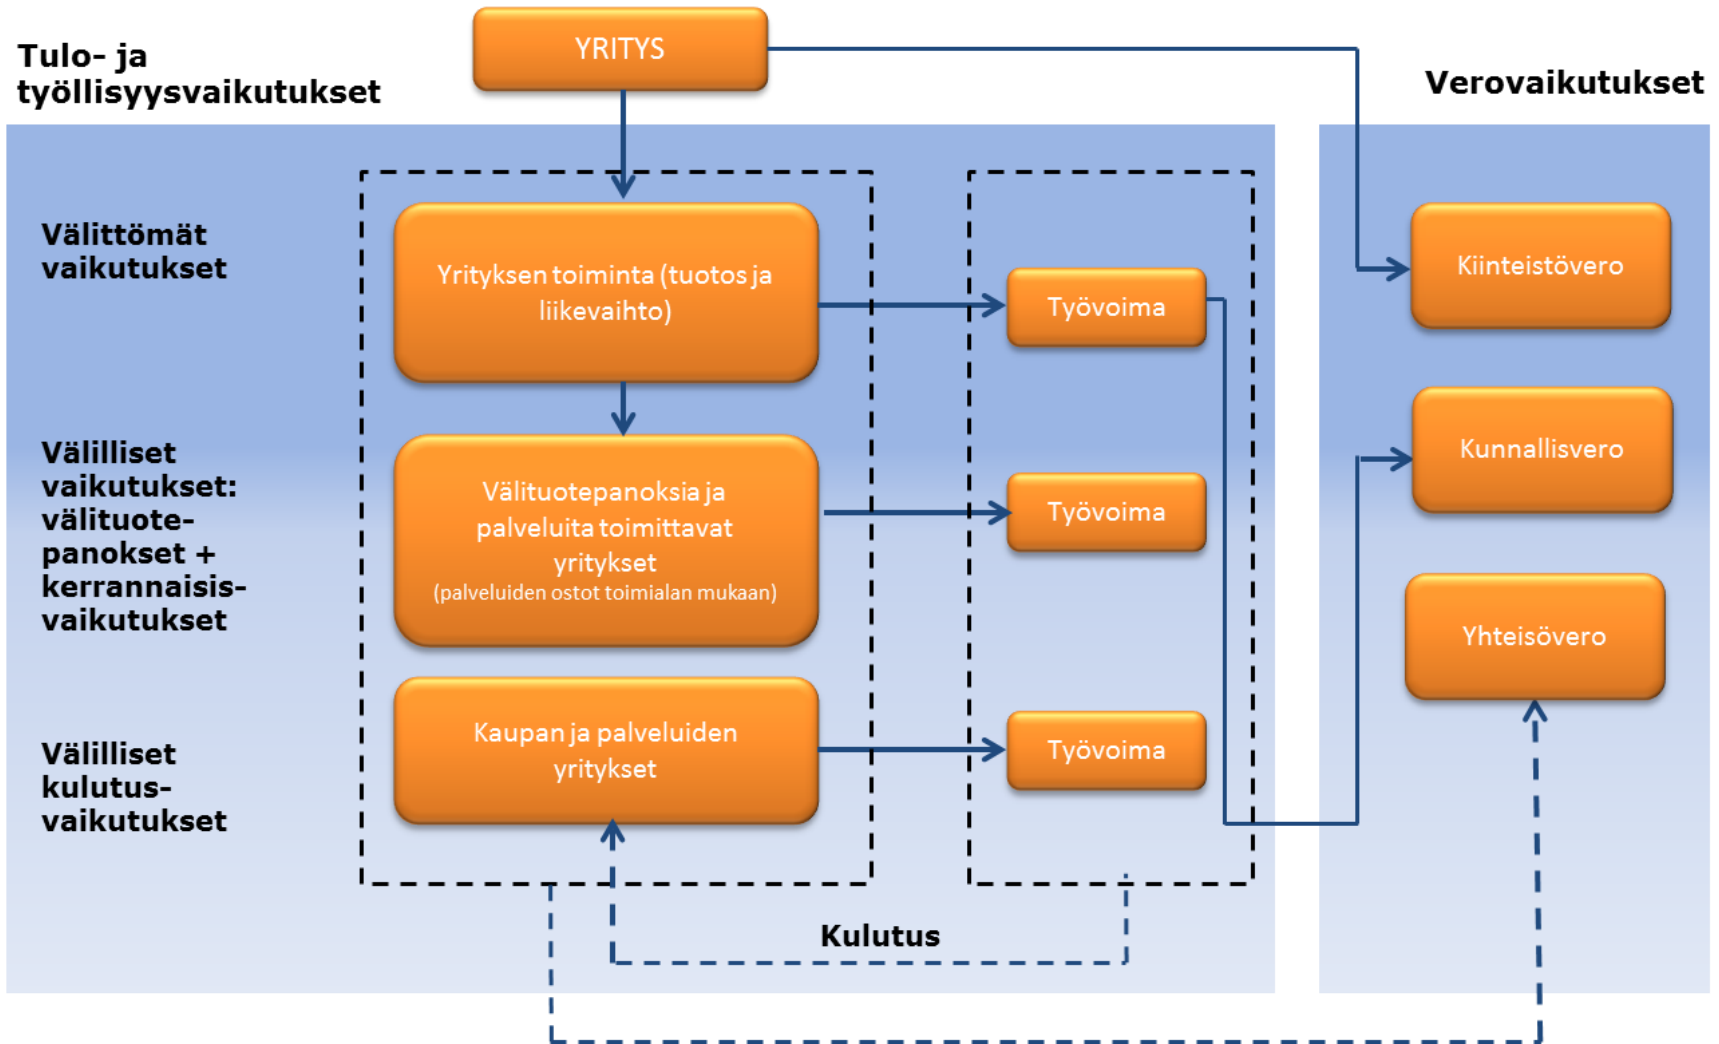 YRITYS
Tulo- ja
työllisyysvaikutukset
Verovaikutukset
Välittömät
vaikutukset
Yrityksen toiminta (tuotos ja
liikevaihto)
Työvoima
Kiinteistövero
Välilliset
vaikutukset:
välituote-
panokset +
kerrannaisis-
vaikutukset
Välituotepanoksia ja
palveluita toimittavat
yritykset
(palveluiden ostot toimialan mukaan)
Työvoima
Kunnallisvero
Yhteisövero
Välilliset
kulutus-
vaikutukset
Kaupan ja palveluiden
yritykset
Työvoima
Kulutus